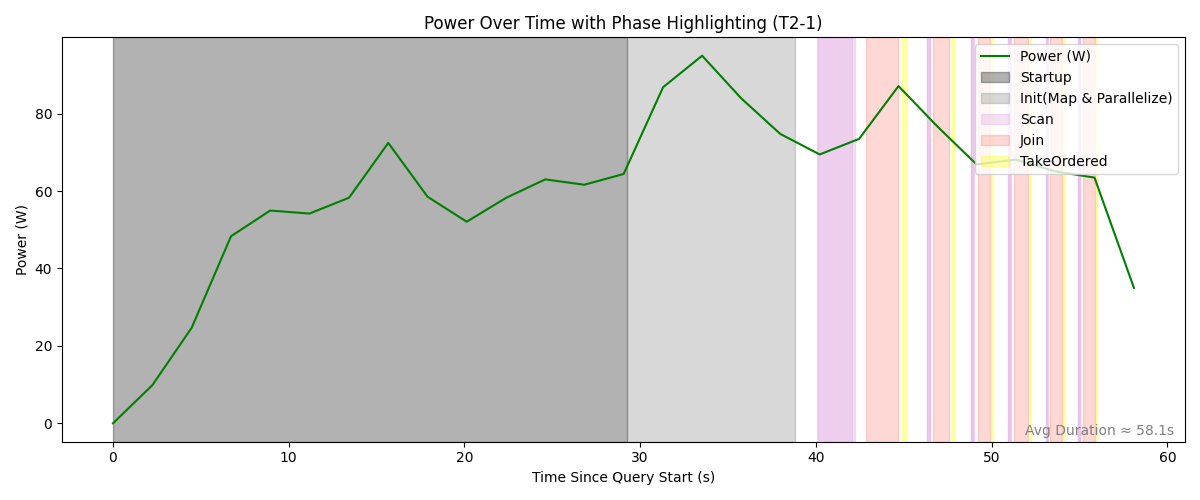 Power Over Time with Phase Highlighting (T2-1)
Power (W)
80
60
40
20
0
Power (W)
Startup
Init(Map & Parallelize)
Scan
Join
TakeOrdered
Avg Duration ≈ 58.1s
0 10 20 30 40 50 60
Time Since Query Start (s)